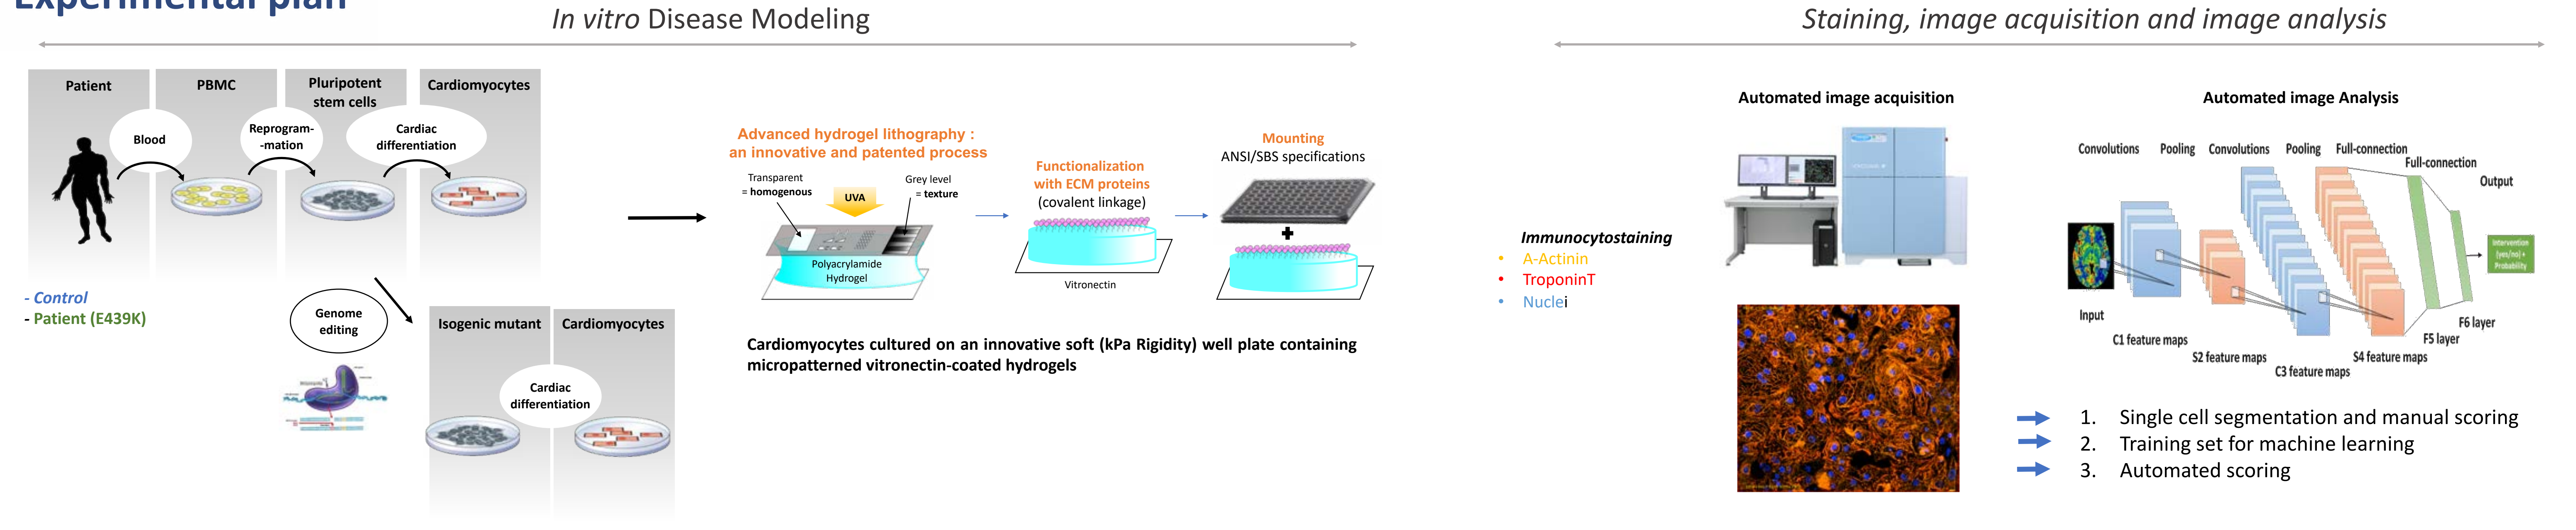 Experimental plan
In vitro Disease Modeling
Staining, image acquisition and image analysis
Patient
PBMC
Pluripotent
stem cells
Cardiomyocytes
Blood
Reprogram-
-mation
Cardiac
differentiation
- Control
- Patient (E439K)
Genome
editing
Isogenic mutant
Cardiomyocytes
Cardiac
differentiation
Advanced hydrogel lithography :
an innovative and patented process
Transparent
= homogenous
UVA
Grey level
= texture
Polyacrylamide
Hydrogel
Functionalization
with ECM proteins
(covalent linkage)
Vitronectin
Mounting
ANSI/SBS specifications
Cardiomyocytes cultured on an innovative soft (kPa Rigidity) well plate containing
micropatterned vitronectin-coated hydrogels
Immunocytostaining
• A-Actinin
• TroponinT
• Nuclei
Automated image acquisition
Automated image Analysis
Convolutions
Pooling
Convolutions
Pooling
Full-connection
Full-connection
Output
Intervention
(yes/no) +
Probability
Input
C1 feature maps
S2 feature maps
C3 feature maps
S4 feature maps
F5 layer
F6 layer
1. Single cell segmentation and manual scoring
2. Training set for machine learning
3. Automated scoring